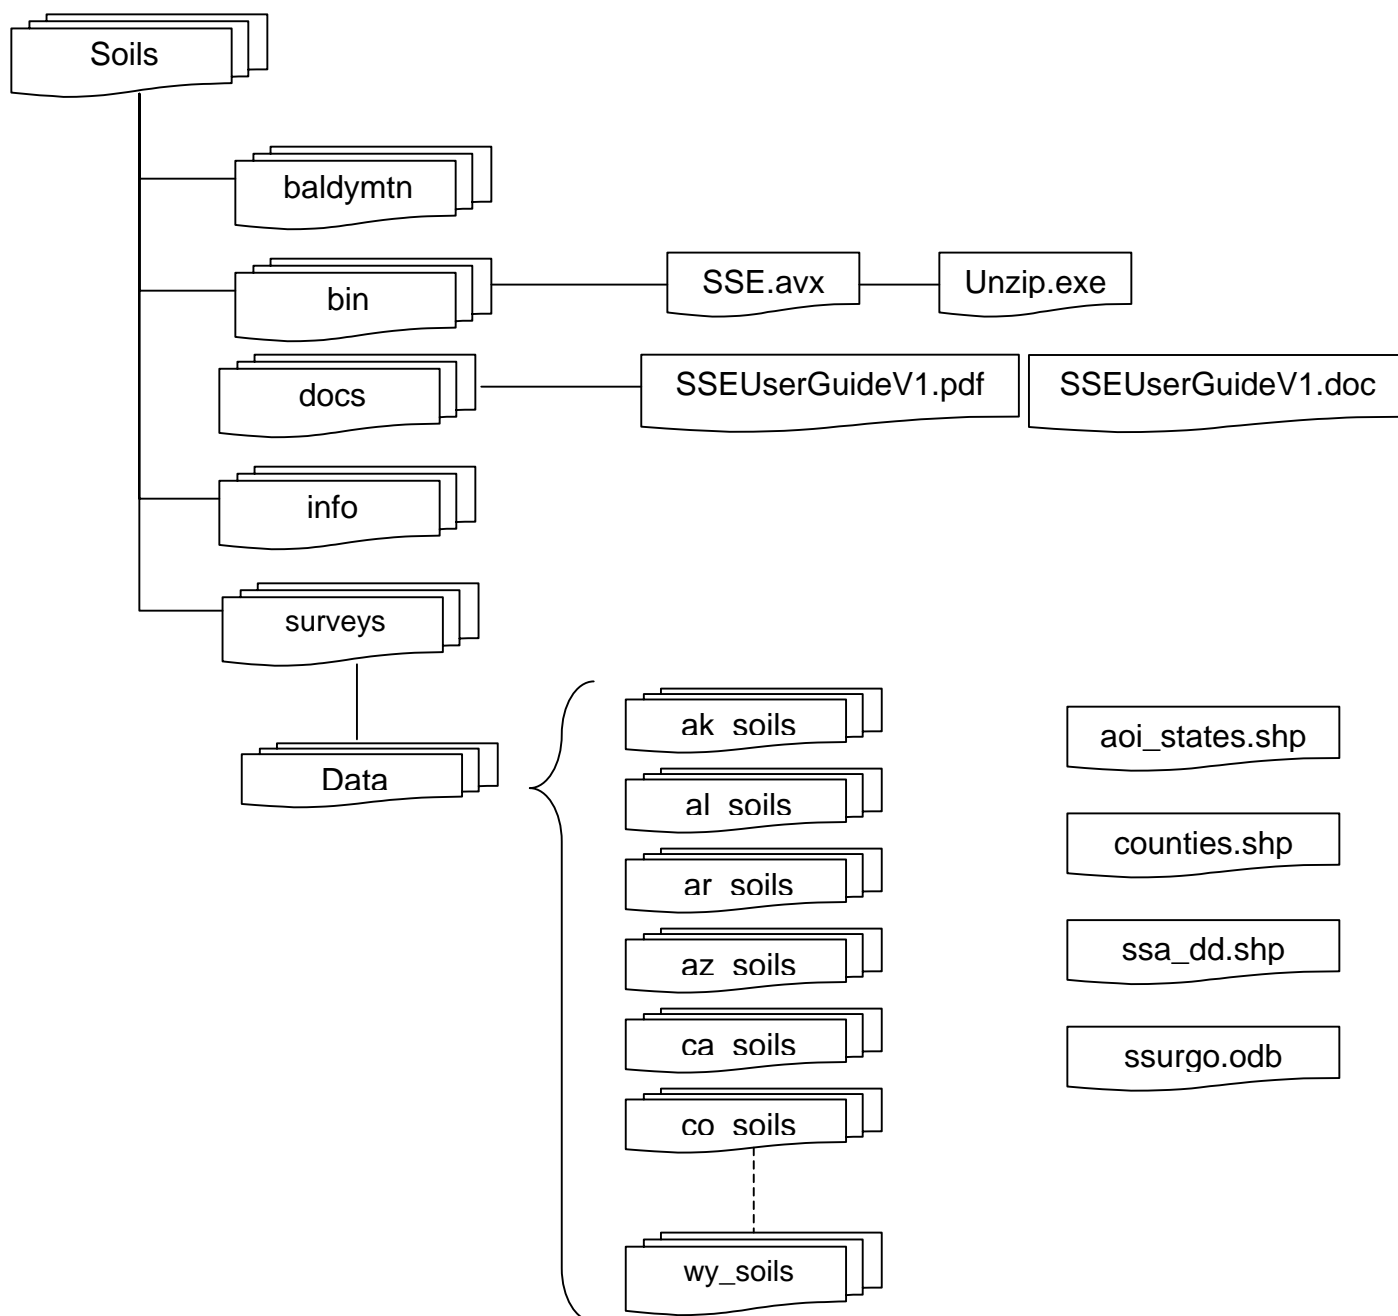 Soils
baldymtn
bin
SSE.avx
Unzip.exe
docs
SSEUserGuideV1.pdf
SSEUserGuideV1.doc
info
surveys
Data
ak_soils
al_soils
ar_soils
az_soils
ca_soils
co_soils
wy_soils
aoi_states.shp
counties.shp
ssa_dd.shp
ssurgo.odb